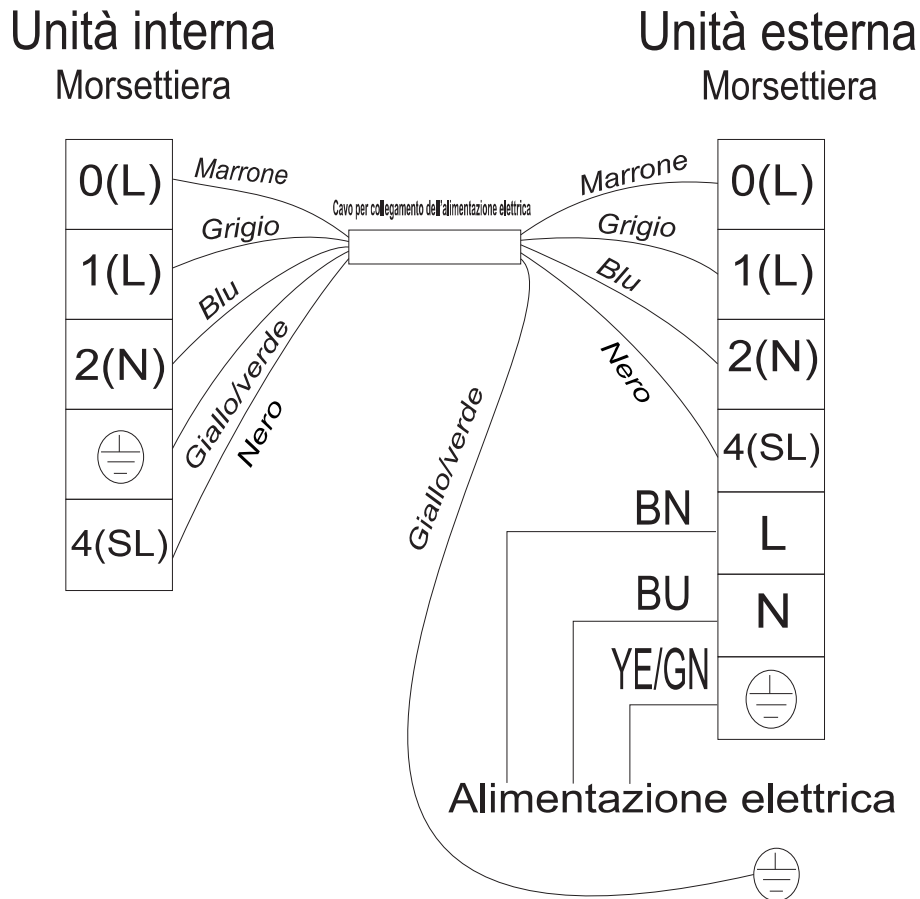 Unità interna
Morsettiera
Unità esterna
Morsettiera
0(L)
1(L)
2(N)
4(SL)
Marrone
Grigio
Blu
Giallo/verde
Nero
Cavo per collegamento dell'alimentazione elettrica
Marrone
Grigio
Blu
Nero
Giallo/verde
0(L)
1(L)
2(N)
4(SL)
L
N
BN
BU
YE/GN
Alimentazione elettrica